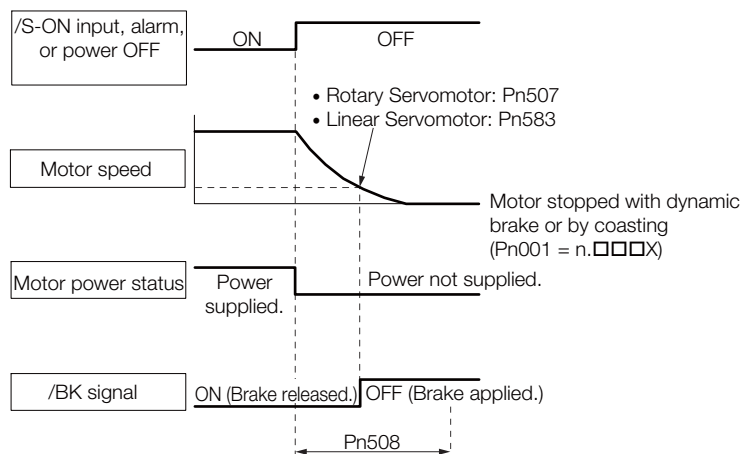 /S-ON input, alarm,
or power OFF
ON
OFF
• Rotary Servomotor: Pn507
• Linear Servomotor: Pn583
Motor speed
Motor stopped with dynamic
brake or by coasting
(Pn001 = n.□□□X)
Motor power status
Power
supplied.
Power not supplied.
/BK signal
ON (Brake released.)
OFF (Brake applied.)
Pn508